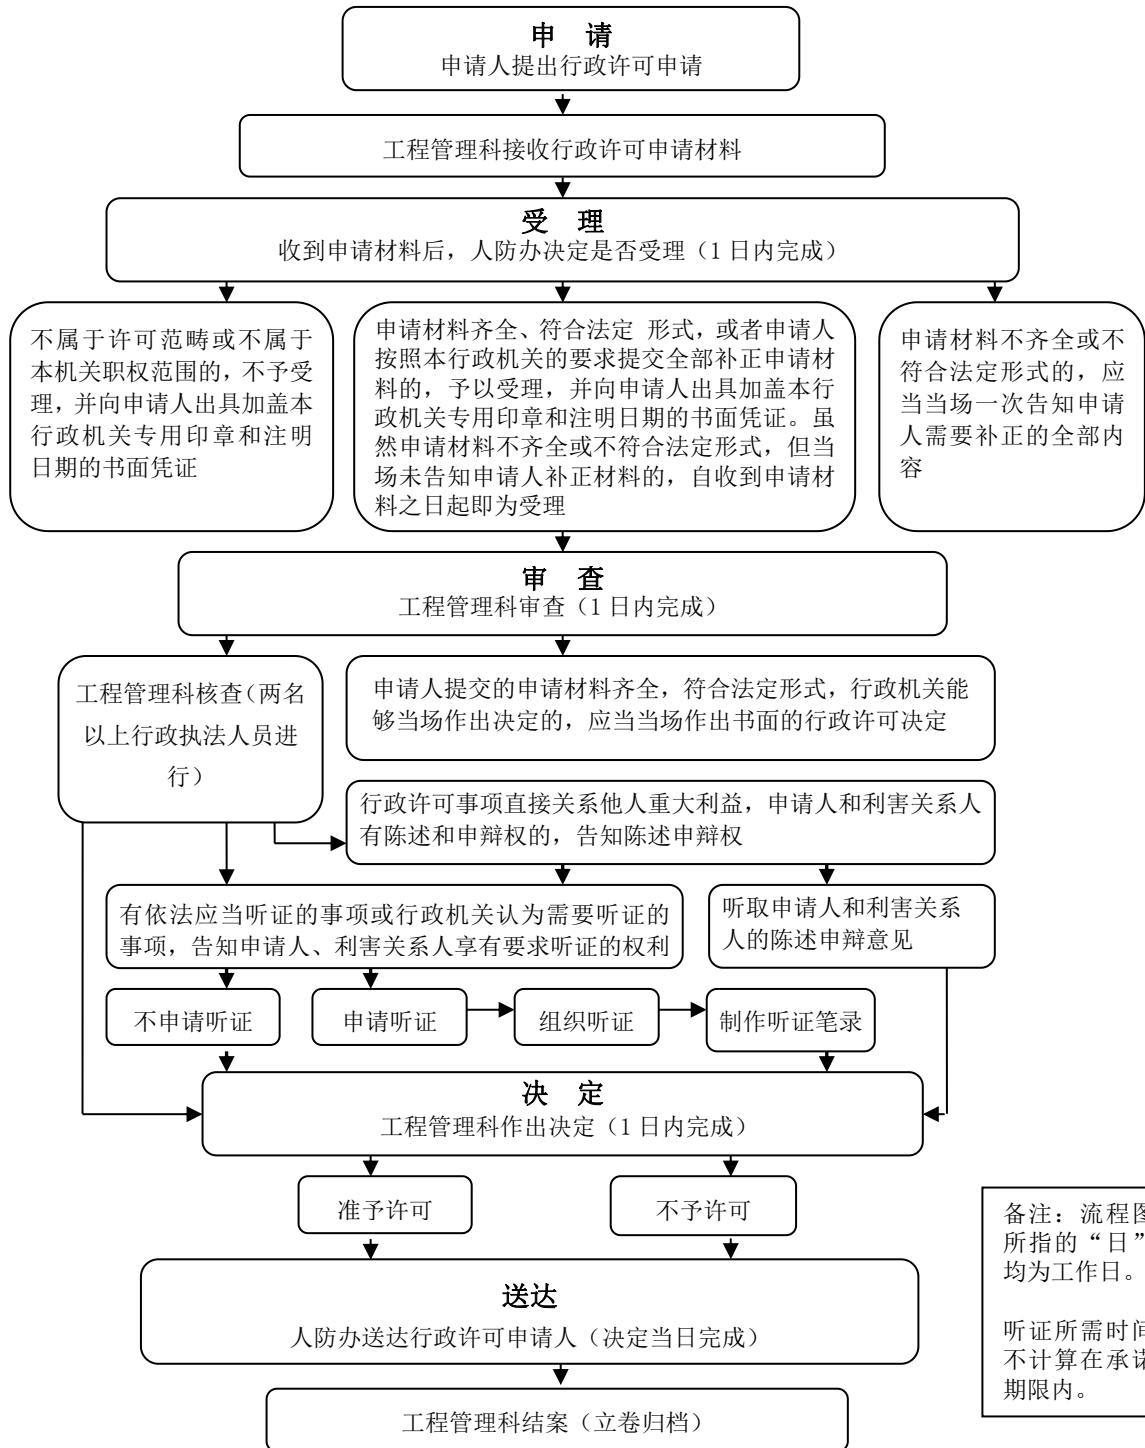 申 请
申请人提出行政许可申请
工程管理科接收行政许可申请材料
受 理
收到申请材料后，人防办决定是否受理（1 日内完成）
不属于许可范畴或不属于
本机关职权范围的，不予受
理，并向申请人出具加盖本
行政机关专用印章和注明
日期的书面凭证
申请材料齐全、符合法定 形式，或者申请人
按照本行政机关的要求提交全部补正申请材
料的，予以受理，并向申请人出具加盖本行
政机关专用印章和注明日期的书面凭证。虽
然申请材料不齐全或不符合法定形式，但当
场未告知申请人补正材料的，自收到申请材
料之日起即为受理
申请材料不齐全或不
符合法定形式的，应
当当场一次告知申请
人需要补正的全部内
容
审 查
工程管理科审查（1 日内完成）
工程管理科核查（两名
以上行政执法人员进
行）
申请人提交的申请材料齐全，符合法定形式，行政机关能
够当场作出决定的，应当当场作出书面的行政许可决定
行政许可事项直接关系他人重大利益，申请人和利害关系人
有陈述和申辩权的，告知陈述申辩权
有依法应当听证的事项或行政机关认为需要听证的
事项，告知申请人、利害关系人享有要求听证的权利
听取申请人和利害关系
人的陈述申辩意见
不申请听证
申请听证
组织听证
制作听证笔录
决 定
工程管理科作出决定（1 日内完成）
准予许可
不予许可
送达
人防办送达行政许可申请人（决定当日完成）
工程管理科结案（立卷归档）
备注：流程图
所指的“日”
均为工作日。
听证所需时间
不计算在承诺
期限内。